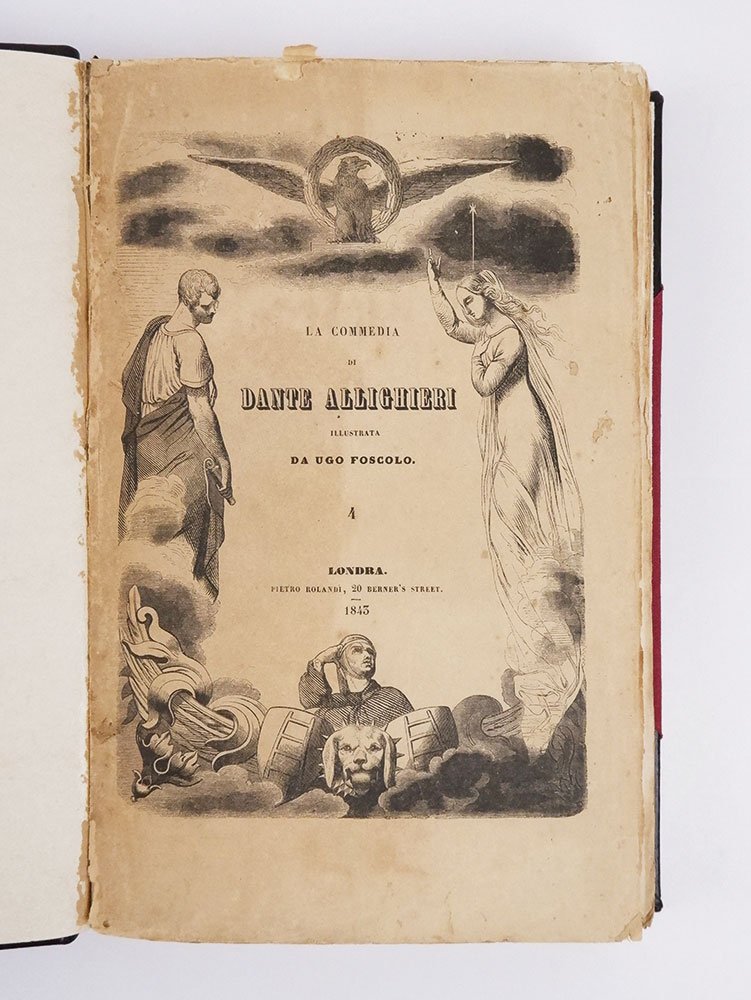 LA COMMEDIA
DI
DANTE ALLIGHIERI
ILLUSTRATA
DA UGO FOSCOLO.
4
LONDRA.
PIETRO ROLANDI, 20 BERNER'S STREET.
1843